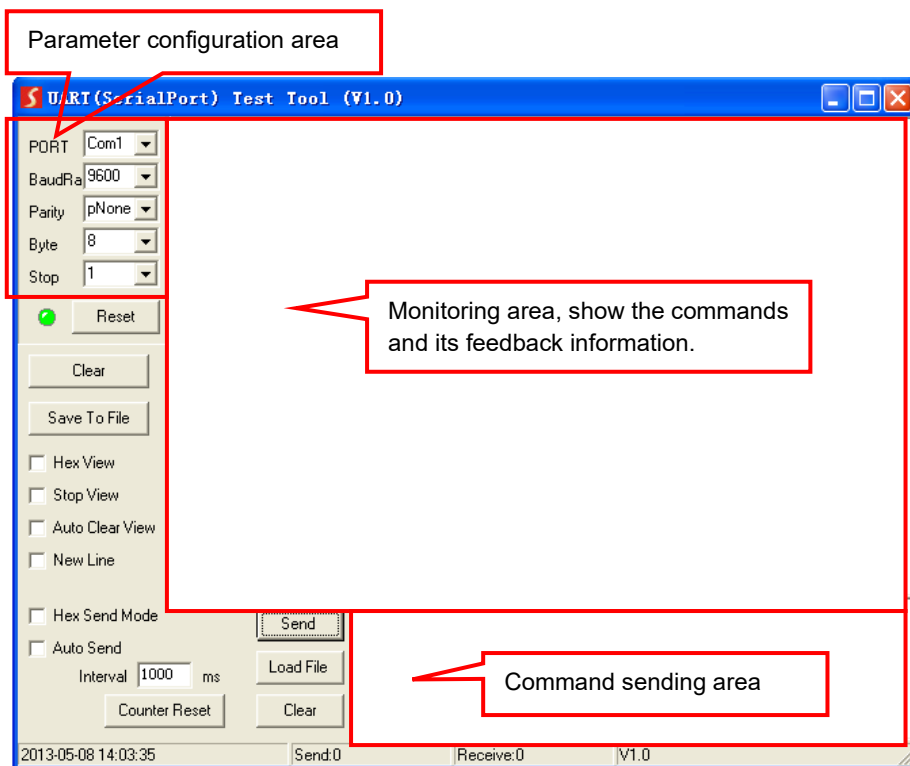 Parameter configuration area
UART(SerialPort) Test Tool (V1.0)
PORT Com1
BaudRa 9600
Parity pNone
Byte 8
Stop 1
Reset
Monitoring area, show the commands
and its feedback information.
Clear
Save To File
Hex View
Stop View
Auto Clear View
New Line
Hex Send Mode
Send
Auto Send
Interval 1000 ms
Load File
Command sending area
Counter Reset
Clear
2013-05-08 14:03:35 Send:0 Receive:0 V1.0